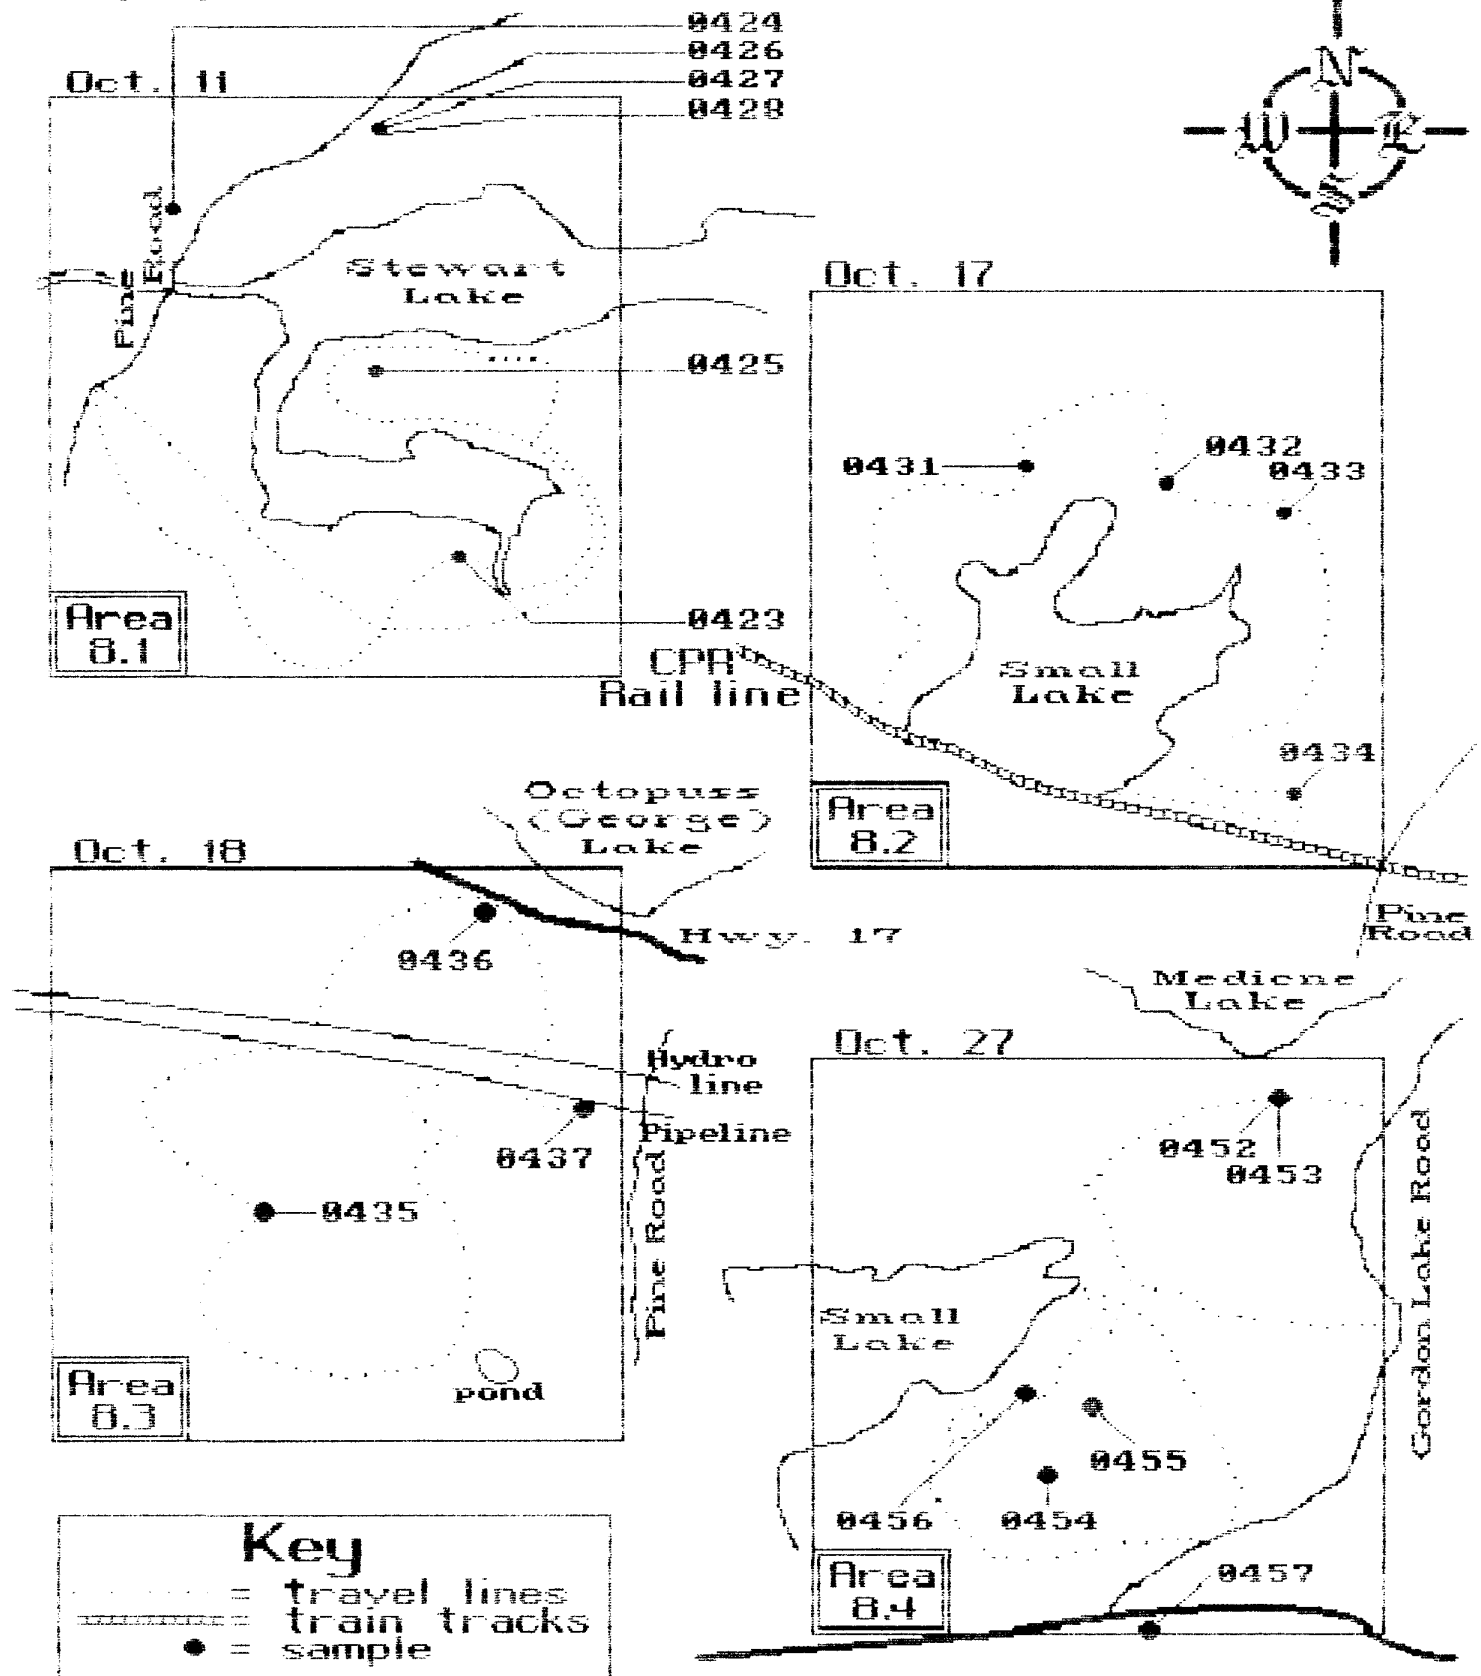 0424
0426
0427
0428
Oct. 11
N
W
E
S
Pine
Road
Stewart
Lake
0425
0423
Area
8.1
Oct. 17
0431
0432
0433
CPR
Rail line
Small
Lake
0434
Area
8.2
Pine
Road
Oct. 18
Octopuss
(George)
Lake
Hwy. 17
0436
Hydro
line
Pipeline
0437
0435
Pine Road
pond
Area
8.3
Medicne
Lake
Oct. 27
0452
0453
Gordon Lake Road
Small
Lake
0455
0456
0454
0457
Area
8.4
Key
= travel lines
= train tracks
= sample